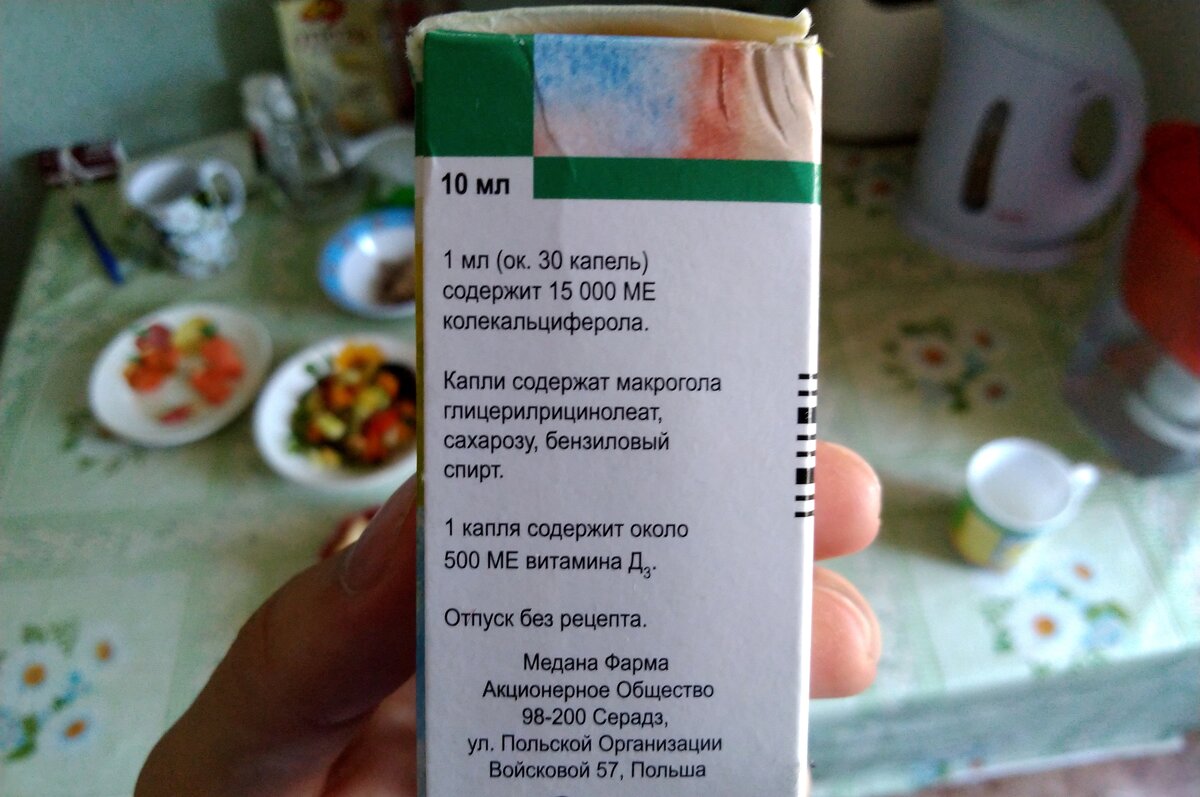 10 мл
1 мл (ок. 30 капель)
содержит 15 000 МЕ
колекальциферола.
Капли содержат макрогола
глицерилрицинолеат,
сахарозу, бензиловый
спирт.
1 капля содержит около
500 МЕ витамина Д₃.
Отпуск без рецепта.
Медана Фарма
Акционерное Общество
98-200 Серадз,
ул. Польской Организации
Войсковой 57, Польша